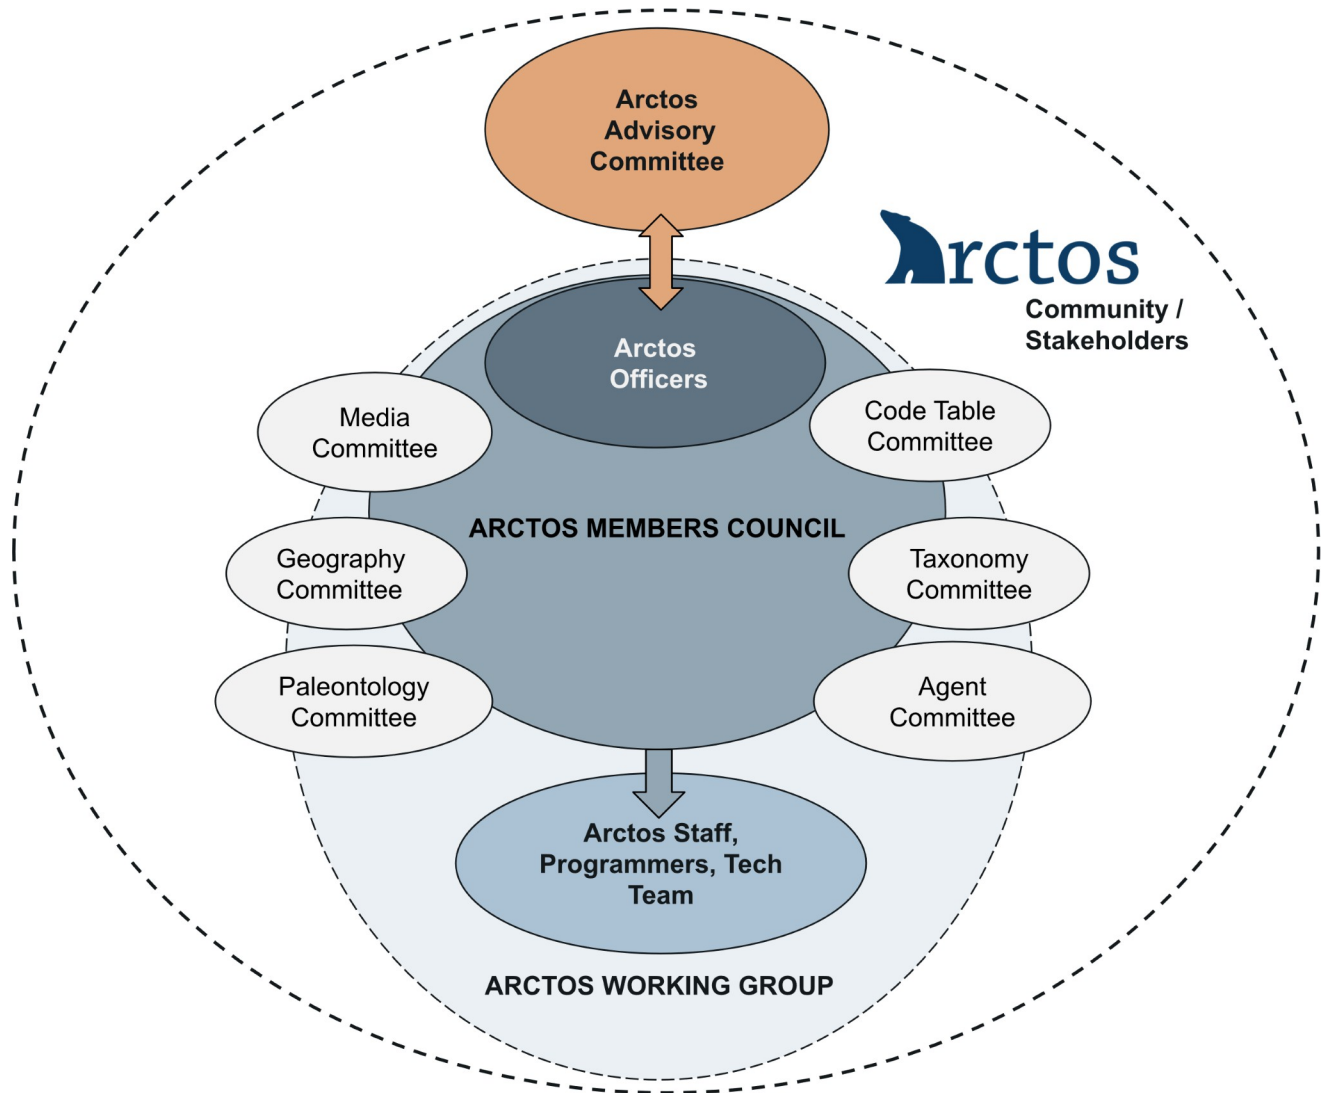 Arctos
Advisory
Committee
Arctos
Community /
Stakeholders
Arctos
Officers
Media
Committee
Code Table
Committee
ARCTOS MEMBERS COUNCIL
Geography
Committee
Taxonomy
Committee
Paleontology
Committee
Agent
Committee
Arctos Staff,
Programmers, Tech
Team
ARCTOS WORKING GROUP